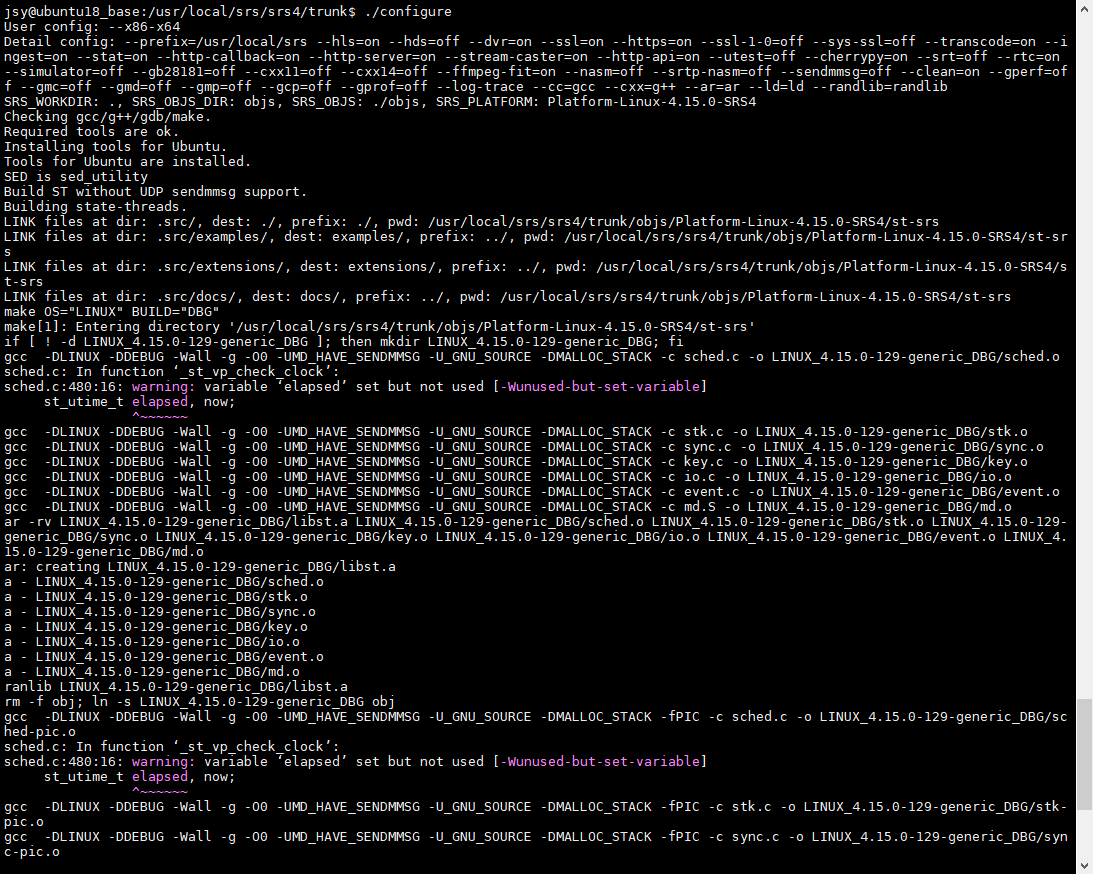 jsy@ubuntu18_base:/usr/local/srs/srs4/trunk$ ./configure
User config: --x86-x64
Detail config: --prefix=/usr/local/srs --hls=on --hds=off --dvr=on --ssl=on --https=on --ssl-1-0=off --sys-ssl=off --transcode=on --i
ngest=on --stat=on --http-callback=on --http-server=on --stream-caster=on --http-api=on --utest=off --cherrypy=on --srt=off --rtc=on
--simulator=off --gb28181=off --cxx11=off --cxx14=off --ffmpeg-fit=on --nasm=off --srtp-nasm=off --sendmmsg=off --clean=on --gperf=of
f --gmc=off --gmd=off --gmp=off --gcp=off --gprof=off --log-trace --cc=gcc --cxx=g++ --ar=ar --ld=ld --randlib=randlib
SRS_WORKDIR: ., SRS_OBJS_DIR: objs, SRS_OBJS: ./objs, SRS_PLATFORM: Platform-Linux-4.15.0-SRS4
Checking gcc/g++/gdb/make.
Required tools are ok.
Installing tools for Ubuntu.
Tools for Ubuntu are installed.
SED is sed_utility
Build ST without UDP sendmmsg support.
Building state-threads.
LINK files at dir: .src/, dest: ./, prefix: ./, pwd: /usr/local/srs/srs4/trunk/objs/Platform-Linux-4.15.0-SRS4/st-srs
LINK files at dir: .src/examples/, dest: examples/, prefix: ../, pwd: /usr/local/srs/srs4/trunk/objs/Platform-Linux-4.15.0-SRS4/st-sr
s
LINK files at dir: .src/extensions/, dest: extensions/, prefix: ../, pwd: /usr/local/srs/srs4/trunk/objs/Platform-Linux-4.15.0-SRS4/s
t-srs
LINK files at dir: .src/docs/, dest: docs/, prefix: ../, pwd: /usr/local/srs/srs4/trunk/objs/Platform-Linux-4.15.0-SRS4/st-srs
make OS="LINUX" BUILD="DBG"
make[1]: Entering directory '/usr/local/srs/srs4/trunk/objs/Platform-Linux-4.15.0-SRS4/st-srs'
if [ ! -d LINUX_4.15.0-129-generic_DBG ]; then mkdir LINUX_4.15.0-129-generic_DBG; fi
gcc  -DLINUX -DDEBUG -Wall -g -O0 -UMD_HAVE_SENDMMSG -U_GNU_SOURCE -DMALLOC_STACK -c sched.c -o LINUX_4.15.0-129-generic_DBG/sched.o
sched.c: In function ‘_st_vp_check_clock’:
sched.c:480:16: warning: variable ‘elapsed’ set but not used [-Wunused-but-set-variable]
     st_utime_t elapsed, now;
                ^~~~~~~
gcc  -DLINUX -DDEBUG -Wall -g -O0 -UMD_HAVE_SENDMMSG -U_GNU_SOURCE -DMALLOC_STACK -c stk.c -o LINUX_4.15.0-129-generic_DBG/stk.o
gcc  -DLINUX -DDEBUG -Wall -g -O0 -UMD_HAVE_SENDMMSG -U_GNU_SOURCE -DMALLOC_STACK -c sync.c -o LINUX_4.15.0-129-generic_DBG/sync.o
gcc  -DLINUX -DDEBUG -Wall -g -O0 -UMD_HAVE_SENDMMSG -U_GNU_SOURCE -DMALLOC_STACK -c key.c -o LINUX_4.15.0-129-generic_DBG/key.o
gcc  -DLINUX -DDEBUG -Wall -g -O0 -UMD_HAVE_SENDMMSG -U_GNU_SOURCE -DMALLOC_STACK -c io.c -o LINUX_4.15.0-129-generic_DBG/io.o
gcc  -DLINUX -DDEBUG -Wall -g -O0 -UMD_HAVE_SENDMMSG -U_GNU_SOURCE -DMALLOC_STACK -c event.c -o LINUX_4.15.0-129-generic_DBG/event.o
gcc  -DLINUX -DDEBUG -Wall -g -O0 -UMD_HAVE_SENDMMSG -U_GNU_SOURCE -DMALLOC_STACK -c md.S -o LINUX_4.15.0-129-generic_DBG/md.o
ar -rv LINUX_4.15.0-129-generic_DBG/libst.a LINUX_4.15.0-129-generic_DBG/sched.o LINUX_4.15.0-129-generic_DBG/stk.o LINUX_4.15.0-129-
generic_DBG/sync.o LINUX_4.15.0-129-generic_DBG/key.o LINUX_4.15.0-129-generic_DBG/io.o LINUX_4.15.0-129-generic_DBG/event.o LINUX_4.
15.0-129-generic_DBG/md.o
ar: creating LINUX_4.15.0-129-generic_DBG/libst.a
a - LINUX_4.15.0-129-generic_DBG/sched.o
a - LINUX_4.15.0-129-generic_DBG/stk.o
a - LINUX_4.15.0-129-generic_DBG/sync.o
a - LINUX_4.15.0-129-generic_DBG/key.o
a - LINUX_4.15.0-129-generic_DBG/io.o
a - LINUX_4.15.0-129-generic_DBG/event.o
a - LINUX_4.15.0-129-generic_DBG/md.o
ranlib LINUX_4.15.0-129-generic_DBG/libst.a
rm -f obj; ln -s LINUX_4.15.0-129-generic_DBG obj
gcc  -DLINUX -DDEBUG -Wall -g -O0 -UMD_HAVE_SENDMMSG -U_GNU_SOURCE -DMALLOC_STACK -fPIC -c sched.c -o LINUX_4.15.0-129-generic_DBG/sc
hed-pic.o
sched.c: In function ‘_st_vp_check_clock’:
sched.c:480:16: warning: variable ‘elapsed’ set but not used [-Wunused-but-set-variable]
     st_utime_t elapsed, now;
                ^~~~~~~
gcc  -DLINUX -DDEBUG -Wall -g -O0 -UMD_HAVE_SENDMMSG -U_GNU_SOURCE -DMALLOC_STACK -fPIC -c stk.c -o LINUX_4.15.0-129-generic_DBG/stk-
pic.o
gcc  -DLINUX -DDEBUG -Wall -g -O0 -UMD_HAVE_SENDMMSG -U_GNU_SOURCE -DMALLOC_STACK -fPIC -c sync.c -o LINUX_4.15.0-129-generic_DBG/syn
c-pic.o